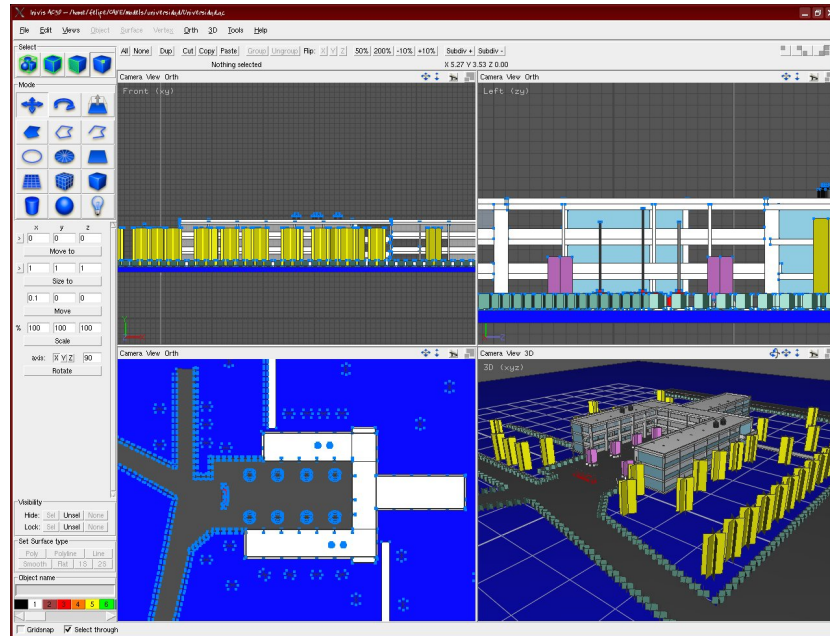 Inivis AC3D - /home/felipe/CAVE/models/universidad/Universidad.ac
File Edit Views Object Surface Vertex Orth 3D Tools Help
Select
All None Dup Cut Copy Paste Group Ungroup Flip: X Y Z 50% 200% -10% +10% Subdiv + Subdiv -
Nothing selected X 5.27 Y 3.53 Z 0.00
Camera View Orth
Front (xy)
Camera View Orth
Left (zy)
Mode
x y z
> 0 0 0
Move to
> 1 1 1
Size to
0.1 0 0
Move
% 100 100 100
Scale
axis: X Y Z 90
Rotate
Camera View Orth
Camera View 3D
3D (xyz)
Visibility
Hide: Sel Unsel None
Lock: Sel Unsel None
Set Surface type
Poly Polyline Line
Smooth Flat 1S 2S
Object name
1 2 3 4 5 6
Gridsnap Select through